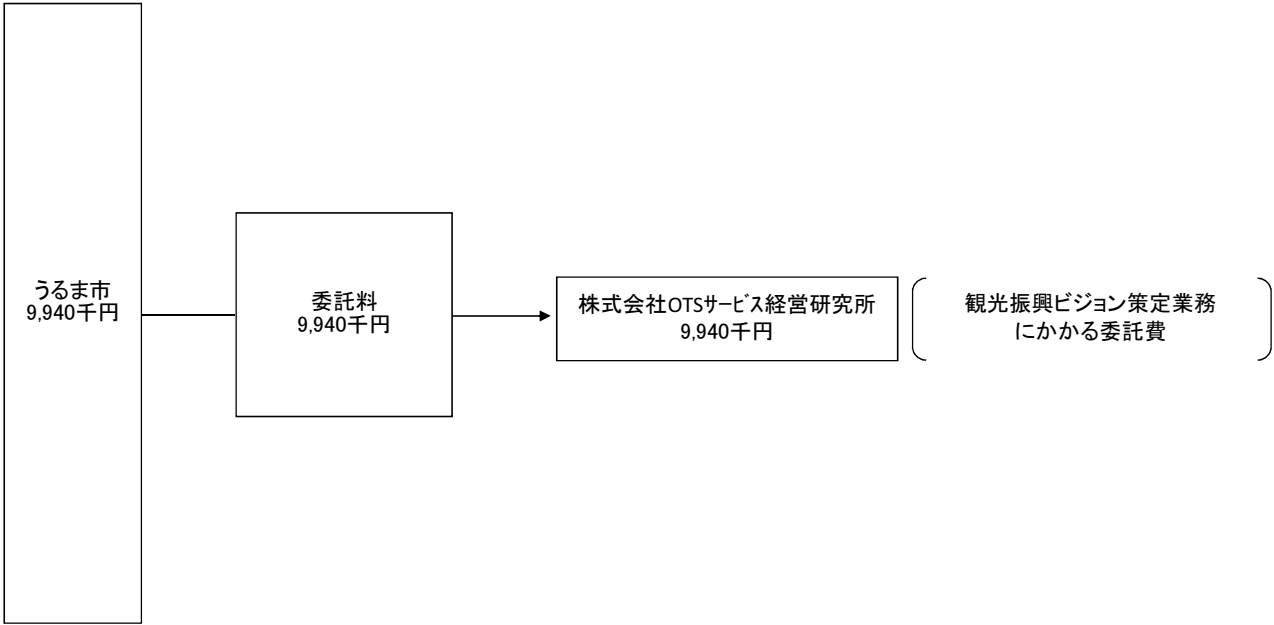 うるま市
9,940千円
委託料
9,940千円
株式会社OTSサービス経営研究所
9,940千円
観光振興ビジョン策定業務
にかかる委託費